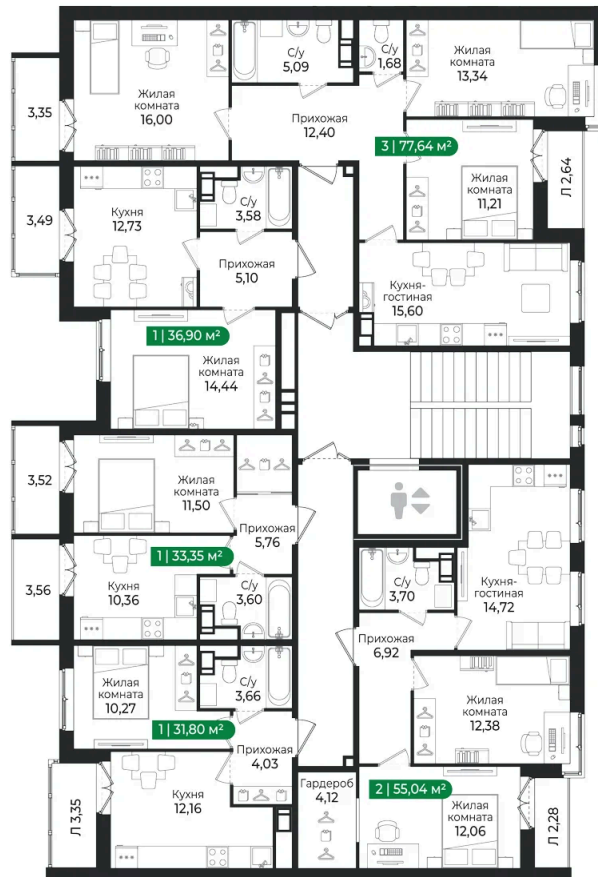 3,35
Жилая
комната
16,00
С/у
5,09
С/у
1,68
Жилая
комната
13,34
Прихожая
12,40
3 | 77,64 м²
Жилая
комната
11,21
Л 2,64
3,49
Кухня
12,73
С/у
3,58
Прихожая
5,10
Кухня-
гостиная
15,60
1 | 36,90 м²
Жилая
комната
14,44
3,52
Жилая
комната
11,50
5,76
3,56
1 | 33,35 м²
Кухня
10,36
С/у
3,60
С/у
3,70
Кухня-
гостиная
14,72
Прихожая
6,92
Жилая
комната
10,27
С/у
3,66
1 | 31,80 м²
Прихожая
4,03
Жилая
комната
12,38
Л 3,35
Кухня
12,16
Гардероб
4,12
2 | 55,04 м²
Жилая
комната
12,06
Л 2,28